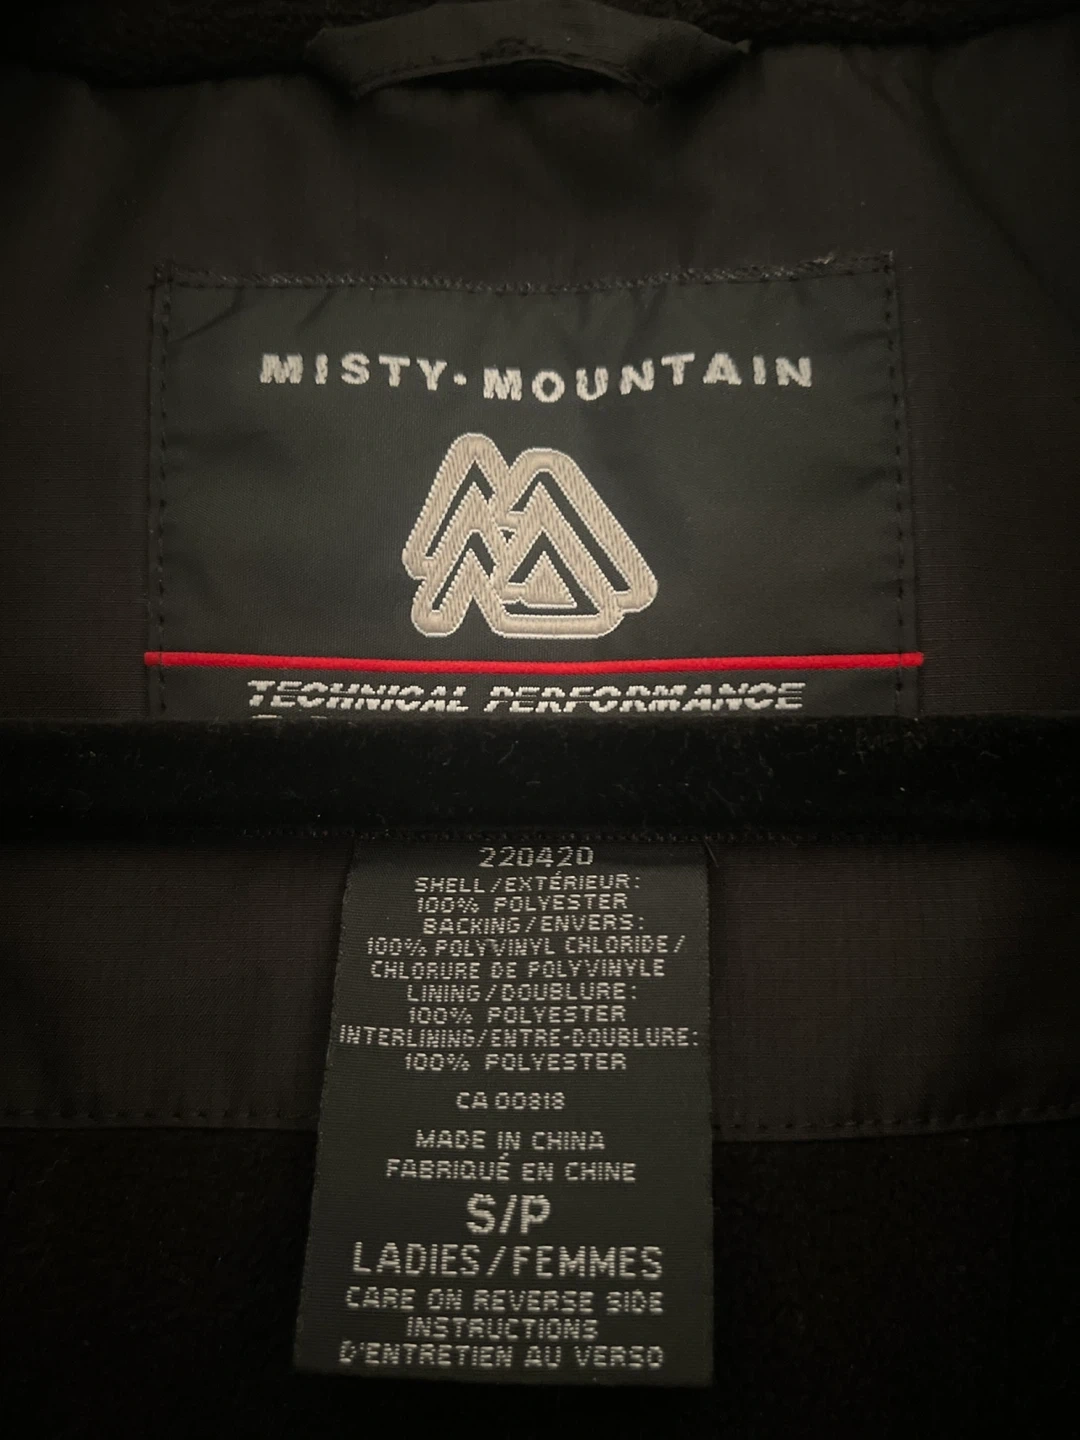 MISTY·MOUNTAIN
TECHNICAL PERFORMANCE
220420
SHELL/EXTÉRIEUR:
100% POLYESTER
BACKING/ENVERS:
100% POLYVINYL CHLORIDE/
CHLORURE DE POLYVINYLE
LINING/DOUBLURE:
100% POLYESTER
INTERLINING/ENTRE-DOUBLURE:
100% POLYESTER
CA 00818
MADE IN CHINA
FABRIQUÉ EN CHINE
S/P
LADIES/FEMMES
CARE ON REVERSE SIDE
INSTRUCTIONS
D'ENTRETIEN AU VERSO